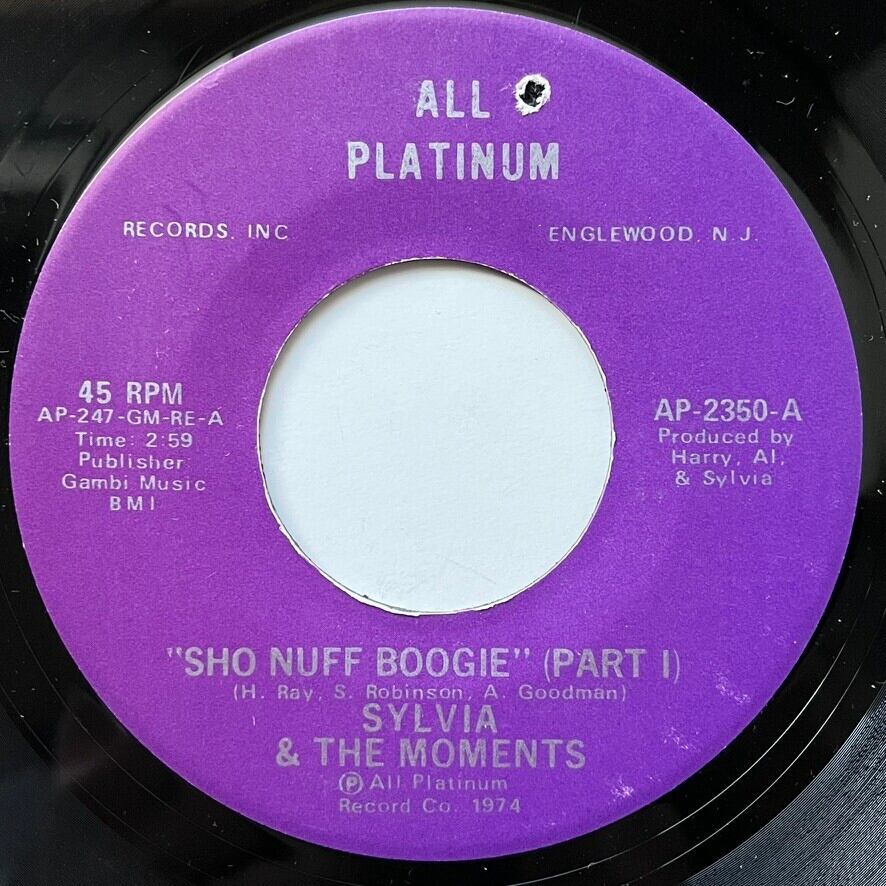 ALL
PLATINUM
RECORDS, INC
ENGLEWOOD, N.J.
45 RPM
AP-247-GM-RE-A
Time: 2:59
Publisher
Gambi Music
BMI
AP-2350-A
Produced by
Harry, Al,
& Sylvia
"SHO NUFF BOOGIE" (PART I)
(H. Ray, S. Robinson, A. Goodman)
SYLVIA
& THE MOMENTS
Ⓟ All Platinum
Record Co. 1974